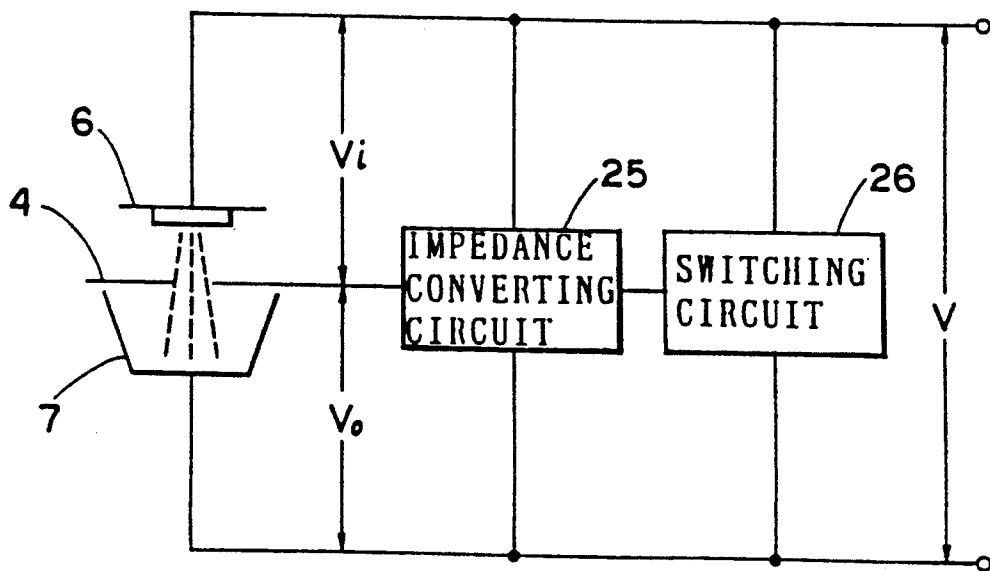 6
Vi
25
26
4
IMPEDANCE
CONVERTING
CIRCUIT
SWITCHING
CIRCUIT
V
7
Vo